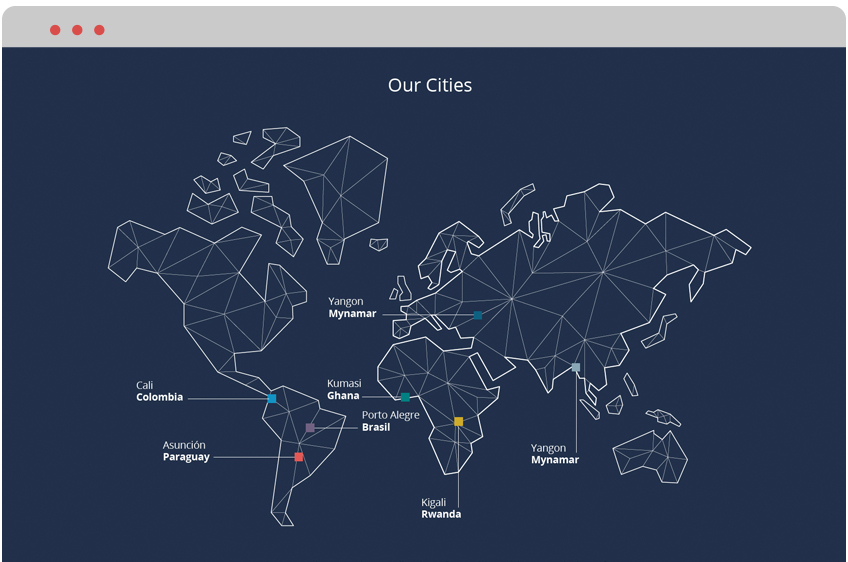 Our Cities
Yangon
Mynamar
Cali
Colombia
Kumasi
Ghana
Porto Alegre
Brasil
Asunción
Paraguay
Yangon
Mynamar
Kigali
Rwanda